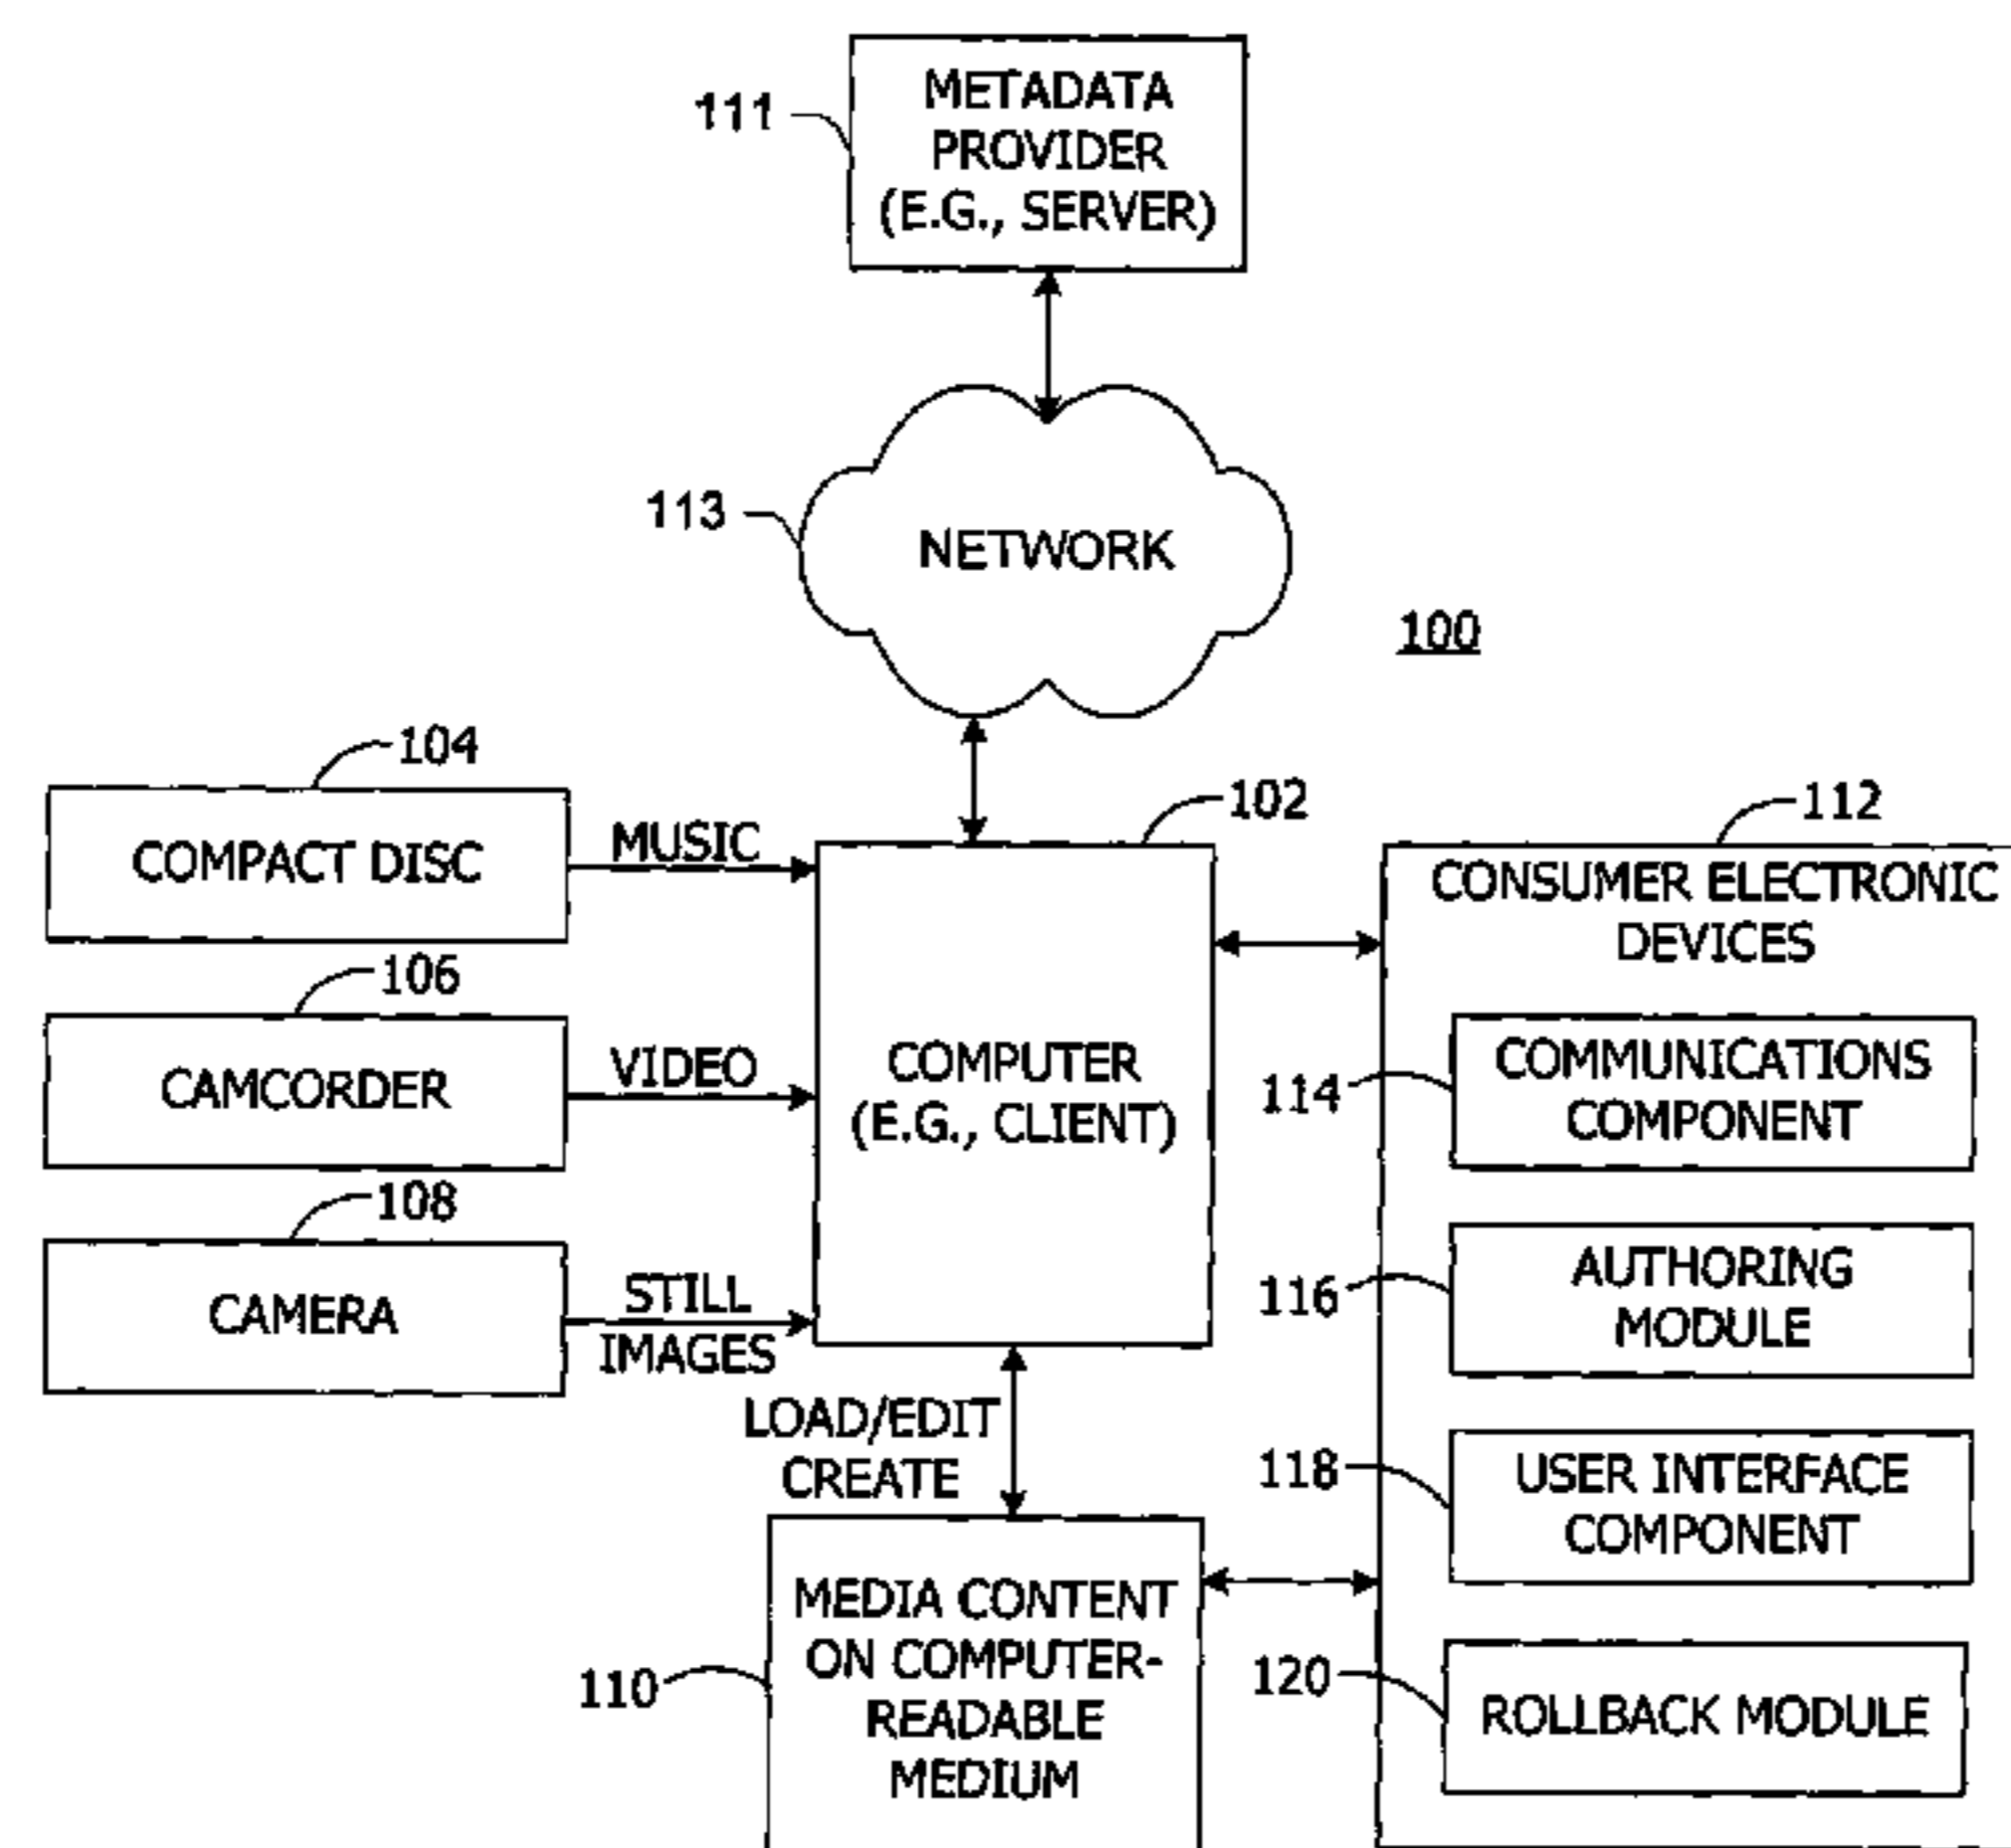 METADATA
PROVIDER
(E.G., SERVER)
111
NETWORK
113
100
104
COMPACT DISC
MUSIC
102
112
CONSUMER ELECTRONIC
DEVICES
106
CAMCORDER
VIDEO
COMPUTER
(E.G., CLIENT)
114
COMMUNICATIONS
COMPONENT
108
CAMERA
STILL
IMAGES
116
AUTHORING
MODULE
LOAD/EDIT
CREATE
118
USER INTERFACE
COMPONENT
110
MEDIA CONTENT
ON COMPUTER-
READABLE
MEDIUM
120
ROLLBACK MODULE